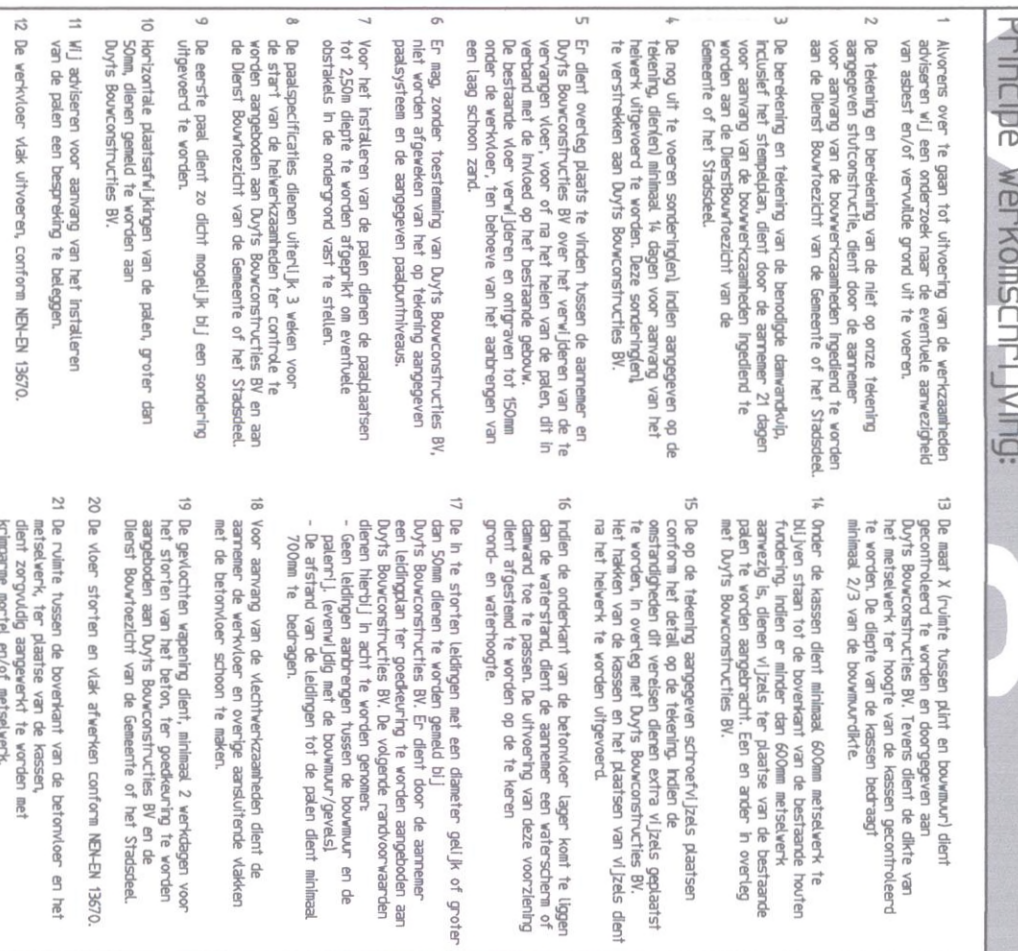 Principe werkomschrijving:
1 Alvorens over te gaan tot uitvoering van de werkzaamheden
adviseren wij een onderzoek naar de eventuele aanwezigheid
van asbest en/of vervuilde grond uit te voeren.
2 De tekening en berekening van de niet op onze tekening
aangegeven stutconstructie, dient door de aannemer
voor aanvang van de bouwwerkzaamheden ingediend te worden
aan de Dienst Bouwtoezicht van de Gemeente of het Stadsdeel.
3 De berekening en tekening van de benodigde damwandkuip,
inclusief het stempelplan, dient door de aannemer 21 dagen
voor aanvang van de bouwwerkzaamheden ingediend te
worden aan de DienstBouwtoezicht van de
Gemeente of het Stadsdeel.
4 De nog uit te voeren sondering(en), indien aangegeven op de
tekening, dien(en) minimaal 14 dagen voor aanvang van het
heiwerk uitgevoerd te worden. Deze sondering(en)
te verstrekken aan Duyts Bouwconstructies BV.
5 Er dient overleg plaats te vinden tussen de aannemer en
Duyts Bouwconstructies BV over het verwijderen van de te
vervangen vloer, voor of na het heien van de palen, dit in
verband met de invloed op het bestaande gebouw.
De bestaande vloer verwijderen en ontgraven tot 150mm
onder de werkvloer, ten behoeve van het aanbrengen van
een laag schoon zand.
6 Er mag, zonder toestemming van Duyts Bouwconstructies BV,
niet worden afgeweken van het op tekening aangegeven
paalsysteem en de aangegeven paalpuntniveaus.
7 Voor het installeren van de palen dienen de paalplaatsen
tot 2,50m diepte te worden afgeprikt om eventuele
obstakels in de ondergrond vast te stellen.
8 De paalspecificaties dienen uiterlijk 3 weken voor
de start van de heiwerkzaamheden ter controle te
worden aangeboden aan Duyts Bouwconstructies BV en aan
de Dienst Bouwtoezicht van de Gemeente of het Stadsdeel.
9 De eerste paal dient zo dicht mogelijk bij een sondering
uitgevoerd te worden.
10 Horizontale plaatsafwijkingen van de palen, groter dan
50mm, dienen gemeld te worden aan
Duyts Bouwconstructies BV.
11 Wij adviseren voor aanvang van het installeren
van de palen een bespreking te beleggen.
12 De werkvloer vlak uitvoeren, conform NEN-EN 13670.
13 De maat X (ruimte tussen plint en bouwmuur) dient
gecontroleerd te worden en doorgegeven aan
Duyts Bouwconstructies BV. Tevens dient de dikte van
het metselwerk ter hoogte van de kassen gecontroleerd
te worden. De diepte van de kassen bedraagt
minimaal 2/3 van de bouwmuurdikte.
14 Onder de kassen dient minimaal 600mm metselwerk te
blijven staan tot de bovenkant van de bestaande houten
fundering. Indien er minder dan 600mm metselwerk
aanwezig is, dienen vijzels ter plaatse van de bestaande
palen te worden aangebracht. Een en ander in overleg
met Duyts Bouwconstructies BV.
15 De op de tekening aangegeven schroefvijzels plaatsen
conform het detail op de tekening. Indien de
omstandigheden dit vereisen dienen extra vijzels geplaatst
te worden, in overleg met Duyts Bouwconstructies BV.
Het hakken van de kassen en het plaatsen van vijzels dient
na het heiwerk te worden uitgevoerd.
16 Indien de onderkant van de betonvloer lager komt te liggen
dan de waterstand, dient de aannemer een waterscherm of
damwand toe te passen. De uitvoering van deze voorziening
dient afgestemd te worden op de te keren
grond- en waterhoogte.
17 De in te storten leidingen met een diameter gelijk of groter
dan 50mm dienen te worden gemeld bij
Duyts Bouwconstructies BV. Er dient door de aannemer
een leidingplan ter goedkeuring te worden aangeboden aan
Duyts Bouwconstructies BV. De volgende randvoorwaarden
dienen hierbij in acht te worden genomen:
- Geen leidingen aanbrengen tussen de bouwmuur en de
palenrij. (evenwijdig met de bouwmuur/gevels).
- De afstand van de leidingen tot de palen dient minimaal
700mm te bedragen.
18 Voor aanvang van de vlechtwerkzaamheden dient de
aannemer de werkvloer en overige aansluitende vlakken
met de betonvloer schoon te maken.
19 De gevlochten wapening dient, minimaal 2 werkdagen voor
het storten van het beton, ter goedkeuring te worden
aangeboden aan Duyts Bouwconstructies BV en de
Dienst Bouwtoezicht van de Gemeente of het Stadsdeel.
20 De vloer storten en vlak afwerken conform NEN-EN 13670.
21 De ruimte tussen de bovenkant van de betonvloer en het
metselwerk, ter plaatse van de kassen,
dient zorgvuldig aangewerkt te worden met
krimparme mortel en/of metselwerk.